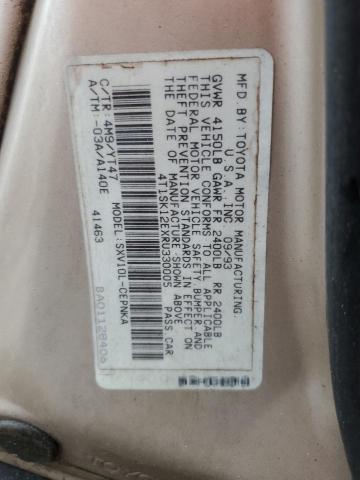 MFD.BY:TOYOTA MOTOR MANUFACTURING
U.S.A.,INC. 09/93
GVWR 4150LB GAWR FR 2400LB RR 2400LB
THIS VEHICLE CONFORMS TO ALL APPLICABLE
FEDERAL MOTOR VEHICLE SAFETY, BUMPER, AND
THEFT PREVENTION STANDARDS IN EFFECT ON
THE DATE OF MANUFACTURE SHOWN ABOVE.
4T1SK12EXRU330005 PASS.CAR
MODEL:SXV10L-CEPNKA
C/TR:4M9/YT47
A/TM:-03A/A140E 41463
BA01128406